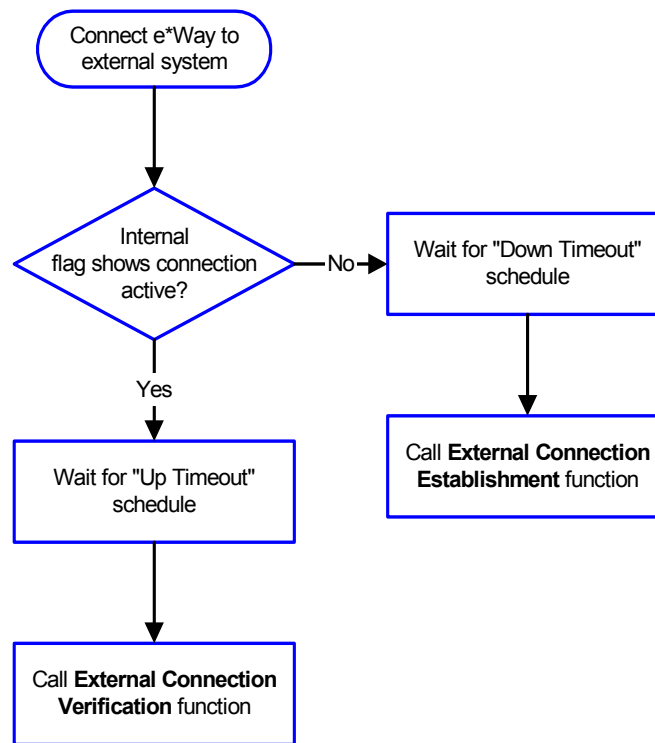 Connect e*Way to
external system
Internal
flag shows connection
active?
No
Wait for "Down Timeout"
schedule
Call External Connection
Establishment function
Yes
Wait for "Up Timeout"
schedule
Call External Connection
Verification function